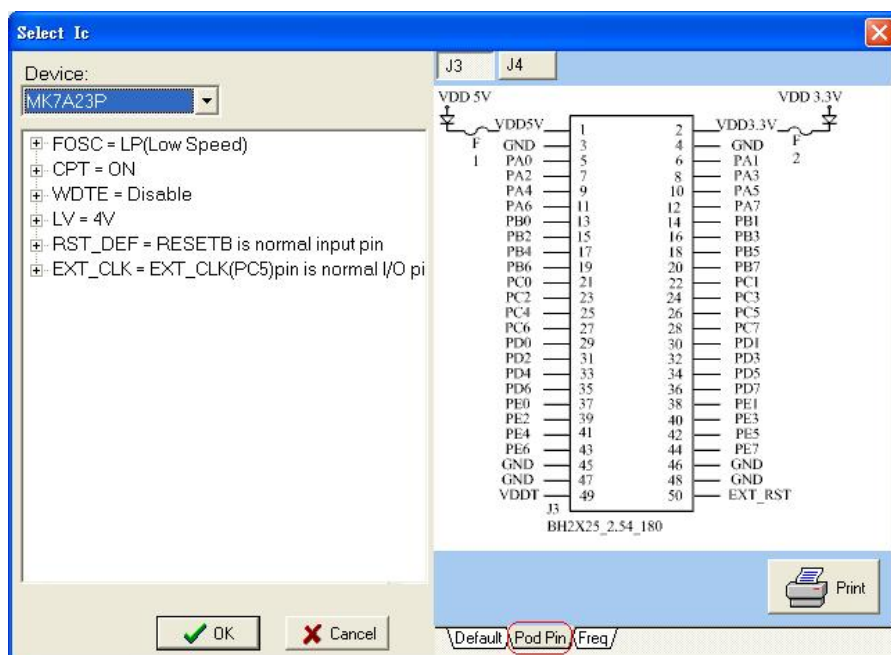 Select Ic
Device:
MK7A23P
FOSC = LP(Low Speed)
CPT = ON
WDTE = Disable
LV = 4V
RST_DEF = RESETB is normal input pin
EXT_CLK = EXT_CLK(PC5)pin is normal I/O pi
OK
Cancel
J3
J4
VDD 5V
VDD 3.3V
VDD5V 1 2 VDD3.3V
F 1
F 2
GND 3 4 GND
PA0 5 6 PA1
PA2 7 8 PA3
PA4 9 10 PA5
PA6 11 12 PA7
PB0 13 14 PB1
PB2 15 16 PB3
PB4 17 18 PB5
PB6 19 20 PB7
PC0 21 22 PC1
PC2 23 24 PC3
PC4 25 26 PC5
PC6 27 28 PC7
PD0 29 30 PD1
PD2 31 32 PD3
PD4 33 34 PD5
PD6 35 36 PD7
PE0 37 38 PE1
PE2 39 40 PE3
PE4 41 42 PE5
PE6 43 44 PE7
GND 45 46 GND
GND 47 48 GND
VDDT 49 50 EXT_RST
J3
BH2X25_2.54_180
Print
Default Pod Pin Freq